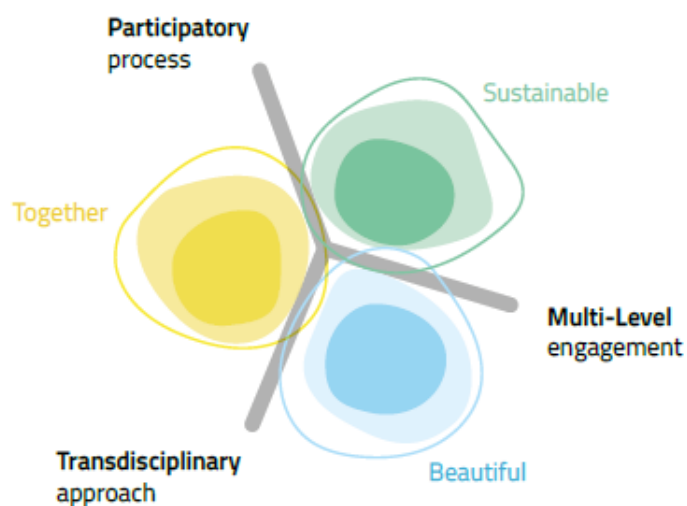 Participatory
process
Sustainable
Together
Multi-Level
engagement
Transdisciplinary
approach
Beautiful